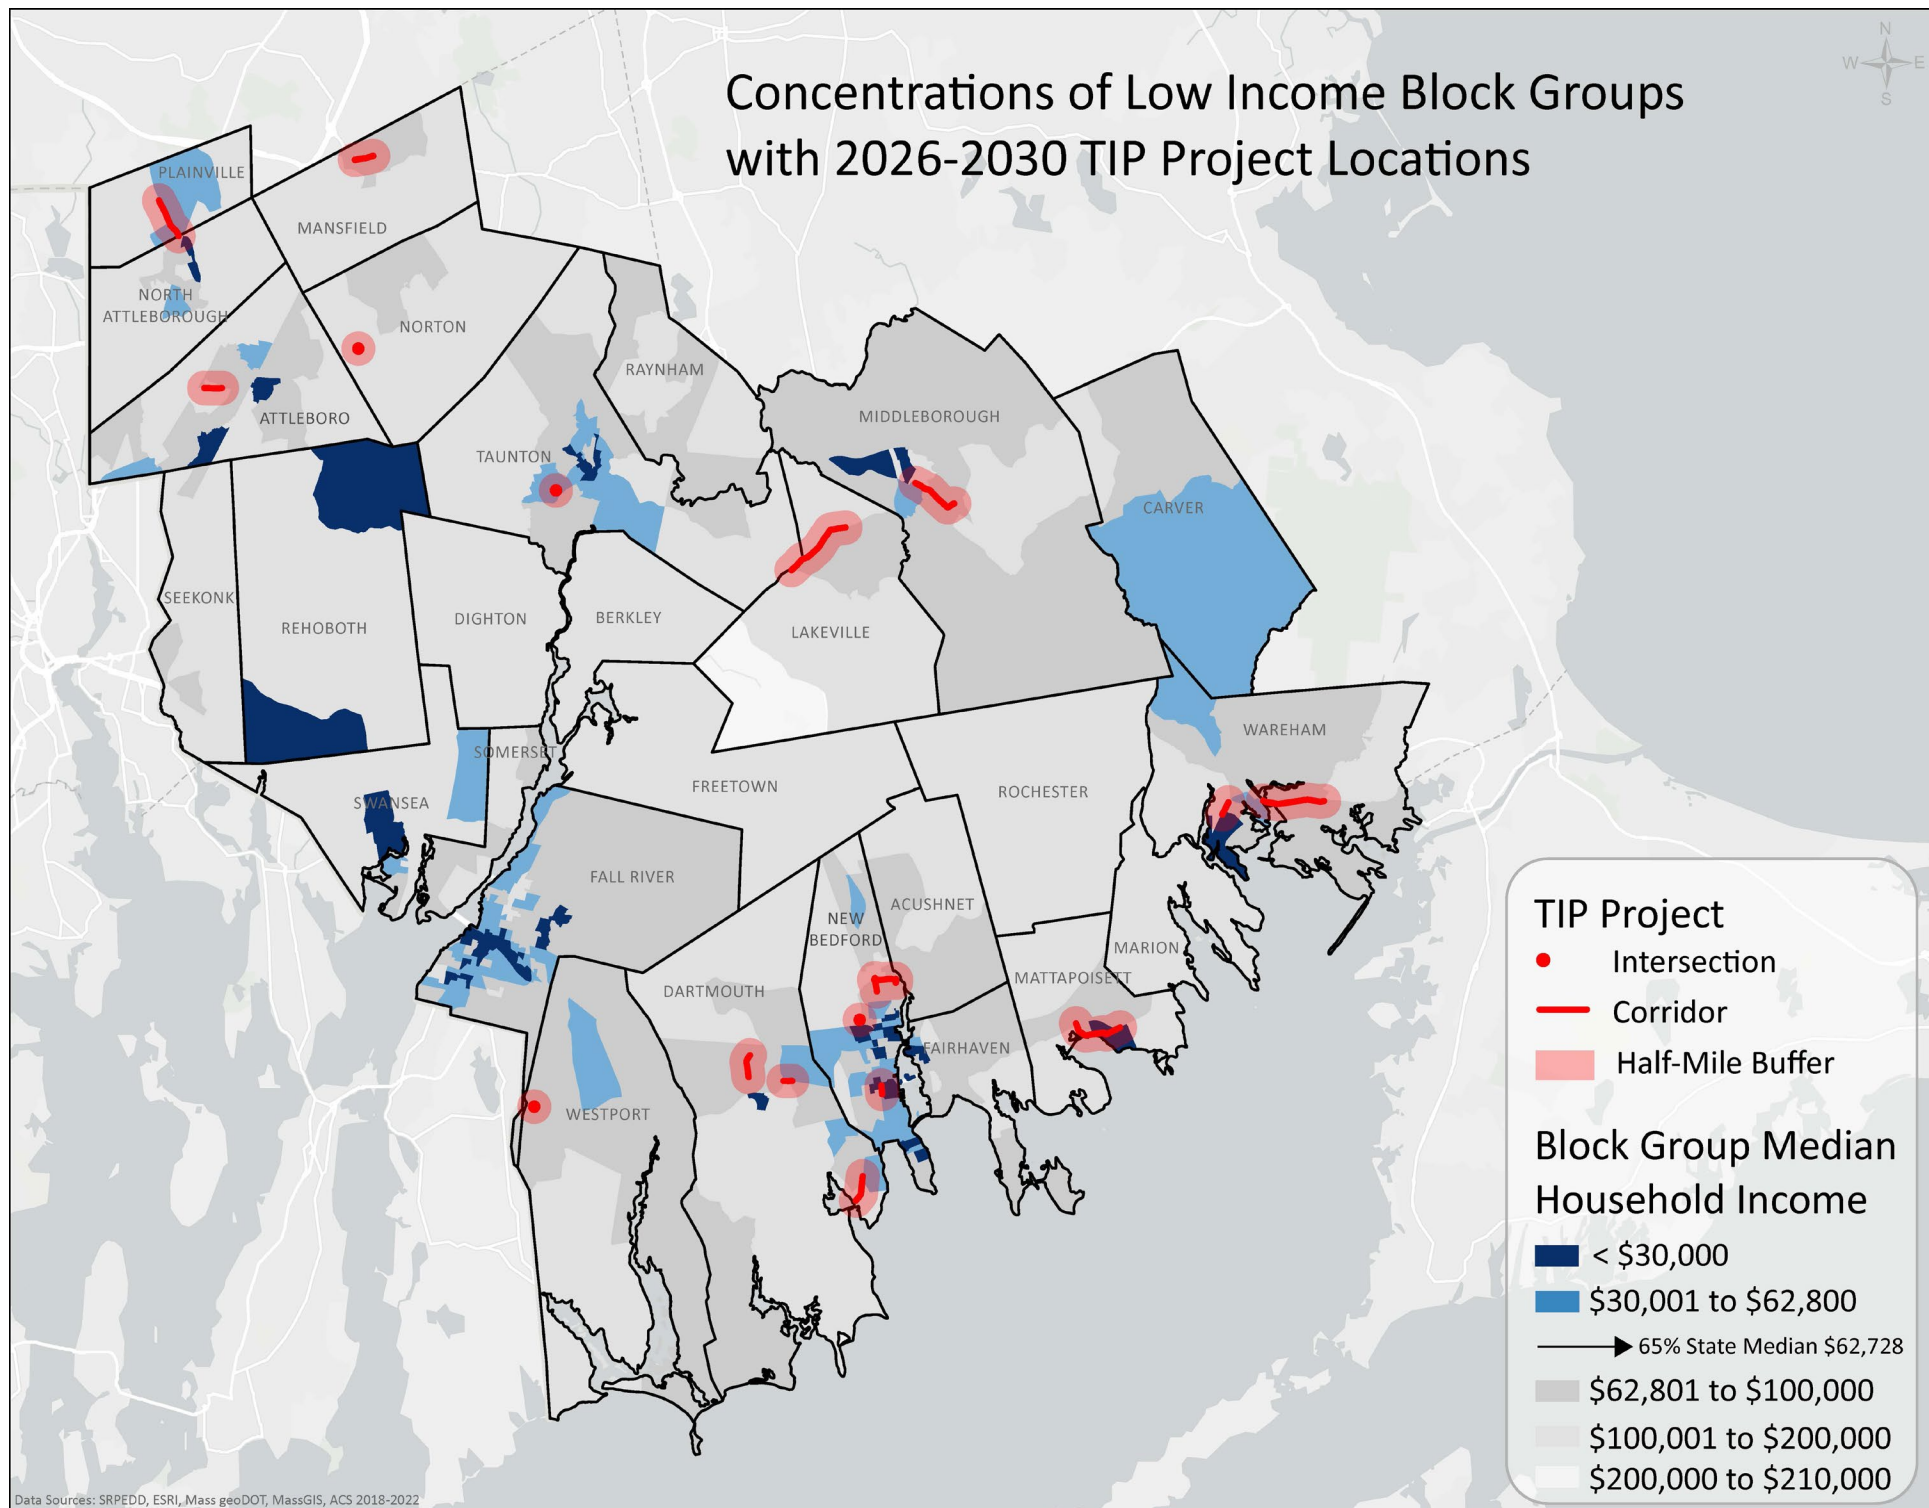 Concentrations of Low Income Block Groups
with 2026-2030 TIP Project Locations
N
W
E
S
PLAINVILLE
MANSFIELD
NORTH
ATTLEBOROUGH
NORTON
RAYNHAM
ATTLEBORO
MIDDLEBOROUGH
TAUNTON
CARVER
SEEKONK
REHOBOTH
DIGHTON
BERKLEY
LAKEVILLE
WAREHAM
SOMERSET
FREETOWN
ROCHESTER
SWANSEA
FALL RIVER
ACUSHNET
NEW
BEDFORD
MARION
MATTAPOISETT
DARTMOUTH
FAIRHAVEN
WESTPORT
TIP Project
Intersection
Corridor
Half-Mile Buffer
Block Group Median
Household Income
< $30,000
$30,001 to $62,800
65% State Median $62,728
$62,801 to $100,000
$100,001 to $200,000
$200,000 to $210,000
Data Sources: SRPEDD, ESRI, Mass geoDOT, MassGIS, ACS 2018-2022